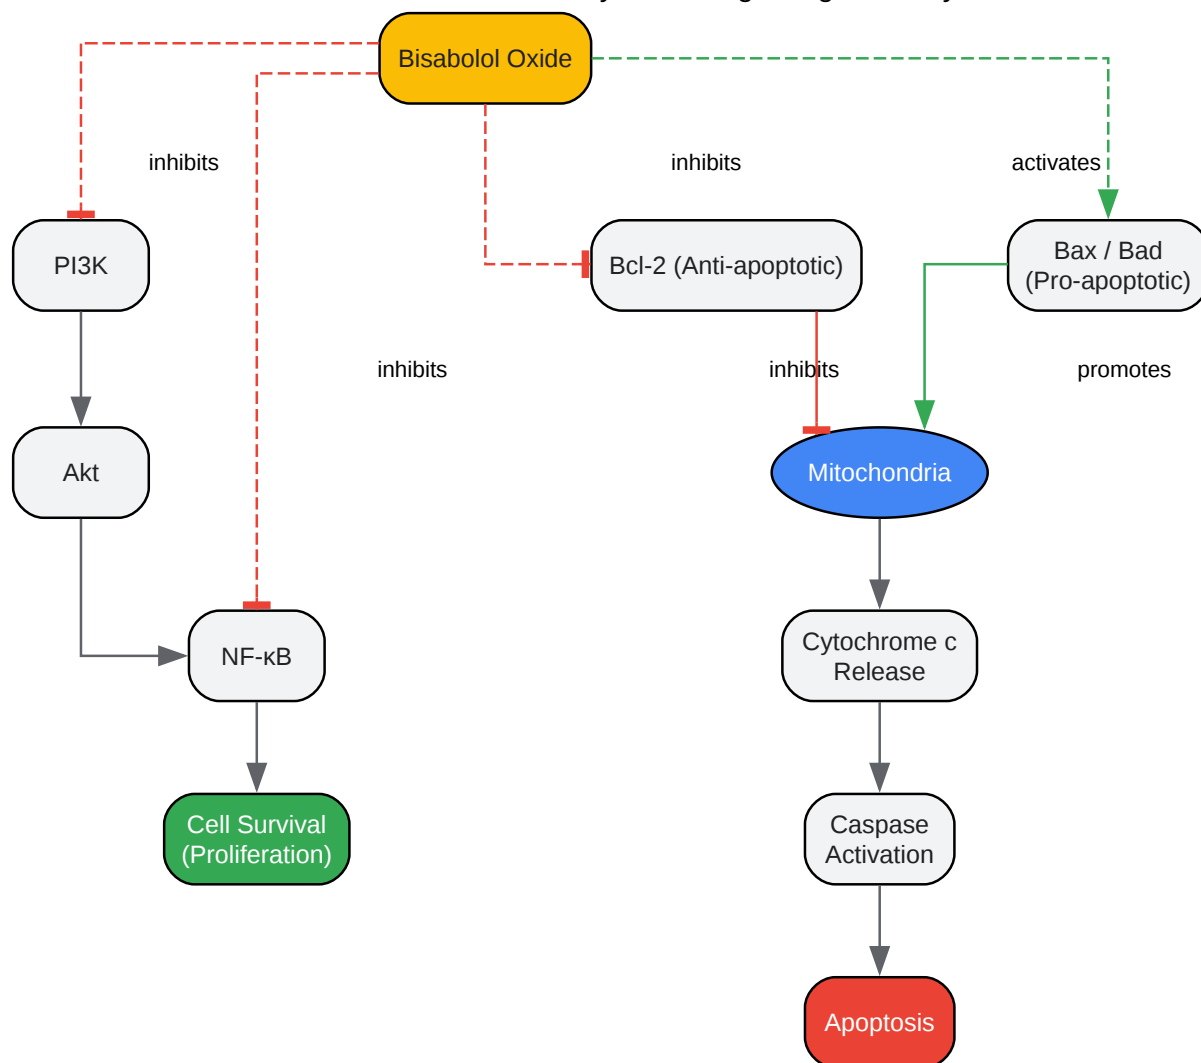 Bisabolol Oxide
inhibits
inhibits
activates
PI3K
Bcl-2 (Anti-apoptotic)
Bax / Bad
(Pro-apoptotic)
inhibits
inhibits
promotes
Akt
Mitochondria
NF-κB
Cytochrome c
Release
Cell Survival
(Proliferation)
Caspase
Activation
Apoptosis